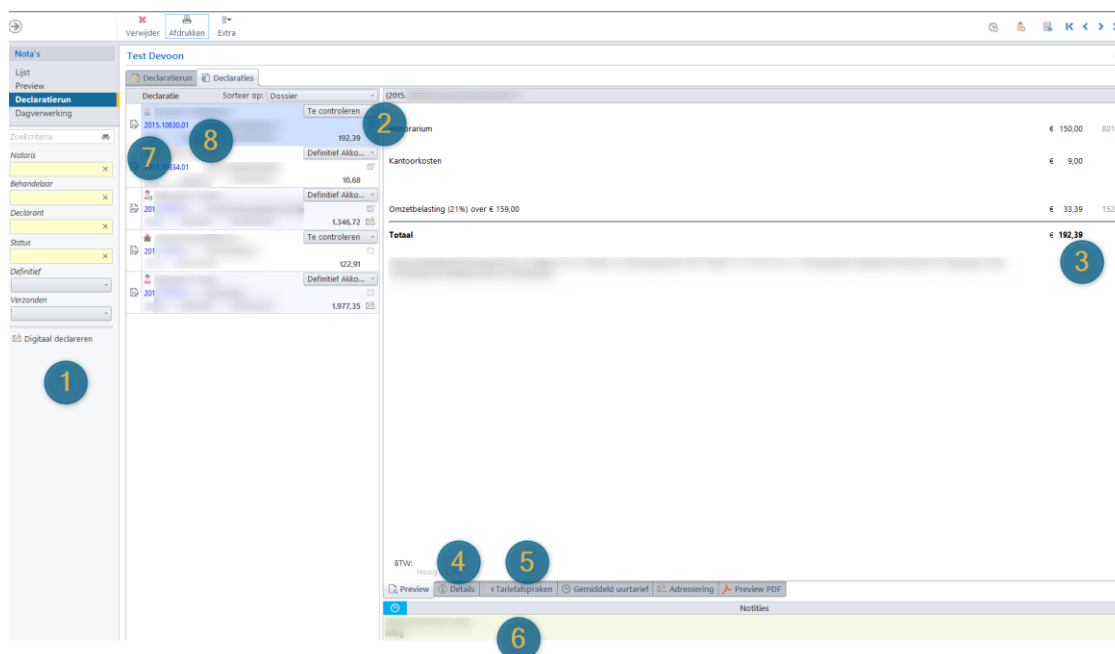 Verwijder Afdrukken Extra
Nota's
Lijst
Preview
Declaratierun
Dagverwerking
Zoekcriteria
Notaris
Behandelaar
Declarant
Status
Definitief
Verzonden
Digitaal declareren
1
Test Devoon
Declaratierun Declaraties
Declaratie Sorteer op: Dossier
Te controleren
2015.10830.01
192,39
2
7
8
Definitief Akko...
10,68
Definitief Akko...
201
1.346,72
Te controleren
201
122,91
Definitief Akko...
201
1.977,35
(2015.
€ 150,00
Kantoorkosten € 9,00
Omzetbelasting (21%) over € 159,00 € 33,39
Totaal € 192,39
3
BTW:
Hoog
4
5
Preview Details Tariefafspraken Gemiddeld uurtarief Adressering Preview PDF
Notities
6